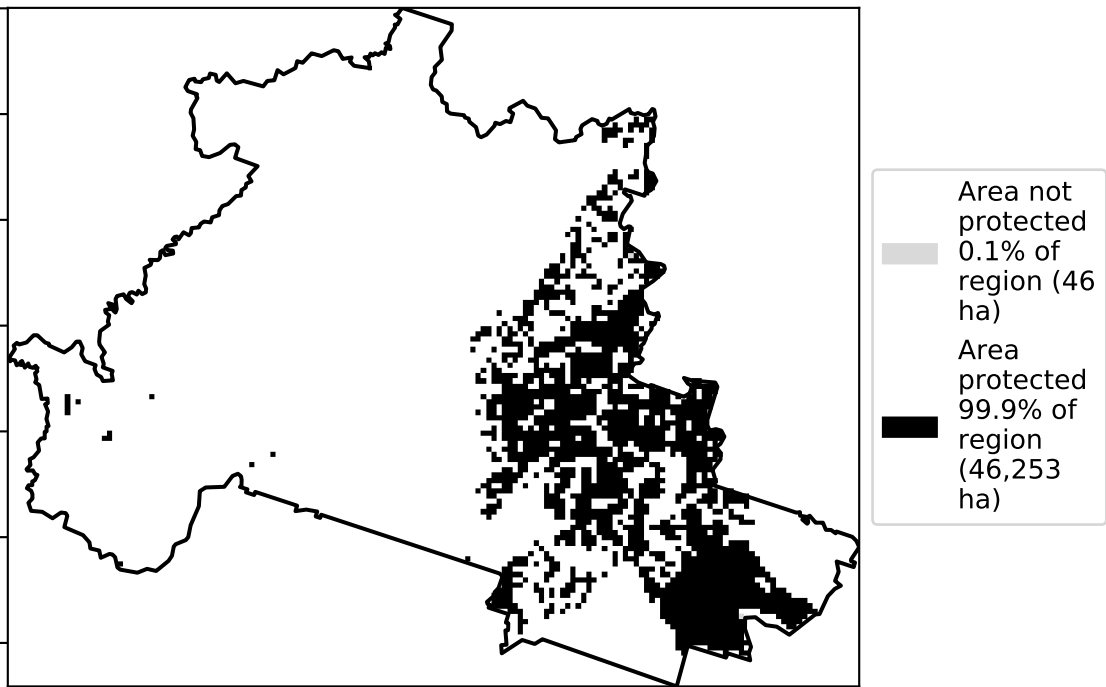 Area not
protected
0.1% of
region (46
ha)
Area
protected
99.9% of
region
(46,253
ha)